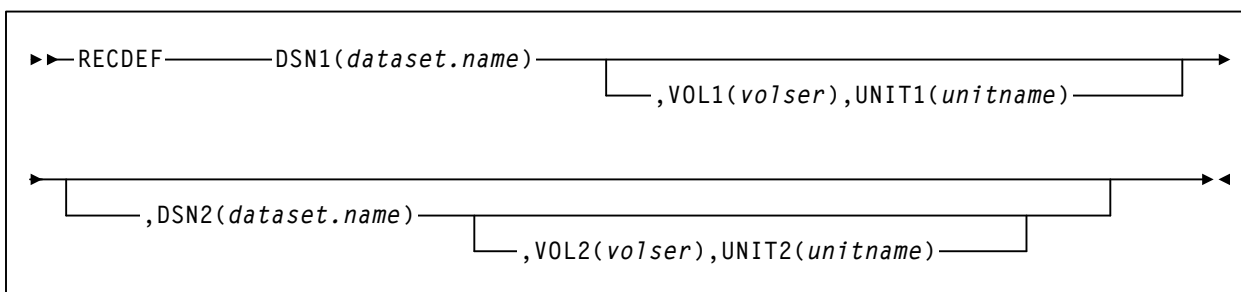 RECDEF DSN1(dataset.name)
,VOL1(volser),UNIT1(unitname)
,DSN2(dataset.name)
,VOL2(volser),UNIT2(unitname)